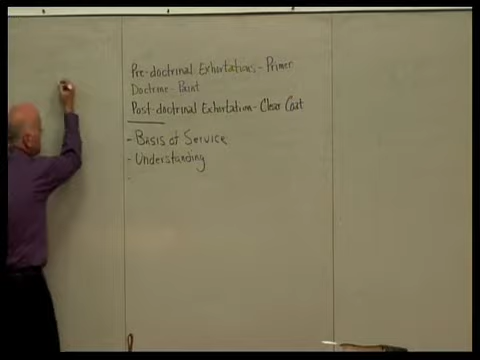 Pre-doctrinal Exhortations - Primer
Doctrine - Paint
Post-doctrinal Exhortation - Clear Coat
- Basis of Service
- Understanding